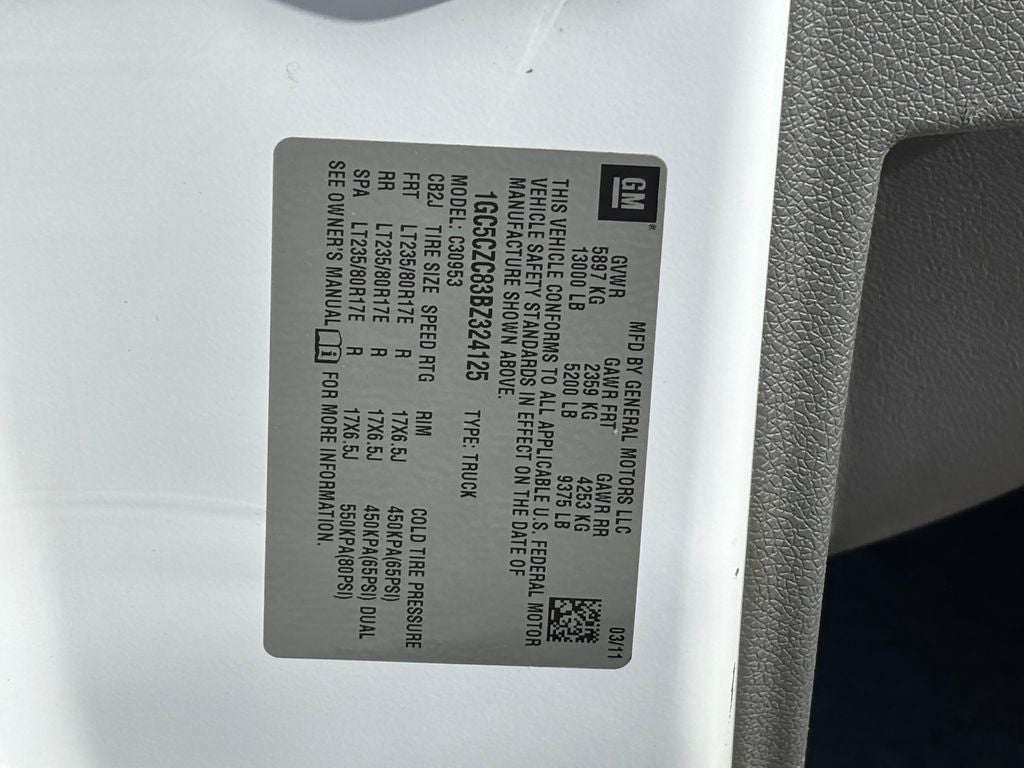 GM®
MFD BY GENERAL MOTORS LLC 03/11
GVWR GAWR FRT GAWR RR
5897 KG 2359 KG 4253 KG
13000 LB 5200 LB 9375 LB
THIS VEHICLE CONFORMS TO ALL APPLICABLE U.S. FEDERAL MOTOR
VEHICLE SAFETY STANDARDS IN EFFECT ON THE DATE OF
MANUFACTURE SHOWN ABOVE.
1GC5CZC83BZ324125 TYPE: TRUCK
MODEL: C30953
CB2J TIRE SIZE SPEED RTG RIM COLD TIRE PRESSURE
FRT LT235/80R17E R 17X6.5J 450KPA(65PSI)
RR LT235/80R17E R 17X6.5J 450KPA(65PSI) DUAL
SPA LT235/80R17E R 17X6.5J 550KPA(80PSI)
SEE OWNER'S MANUAL FOR MORE INFORMATION.